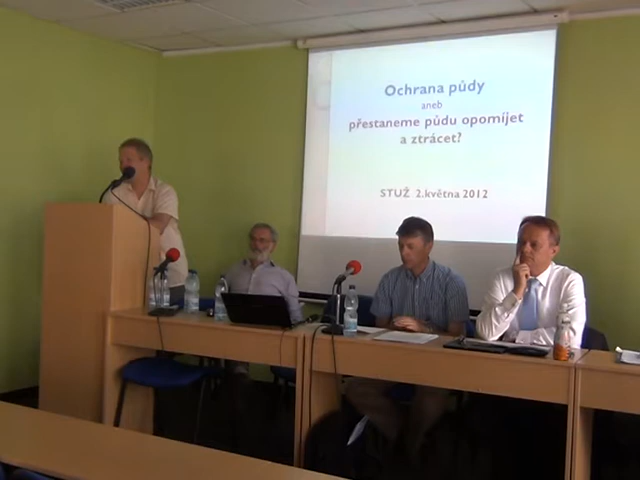 Ochrana půdy
aneb
přestaneme půdu opomíjet
a ztrácet?
STUŽ 2.května 2012